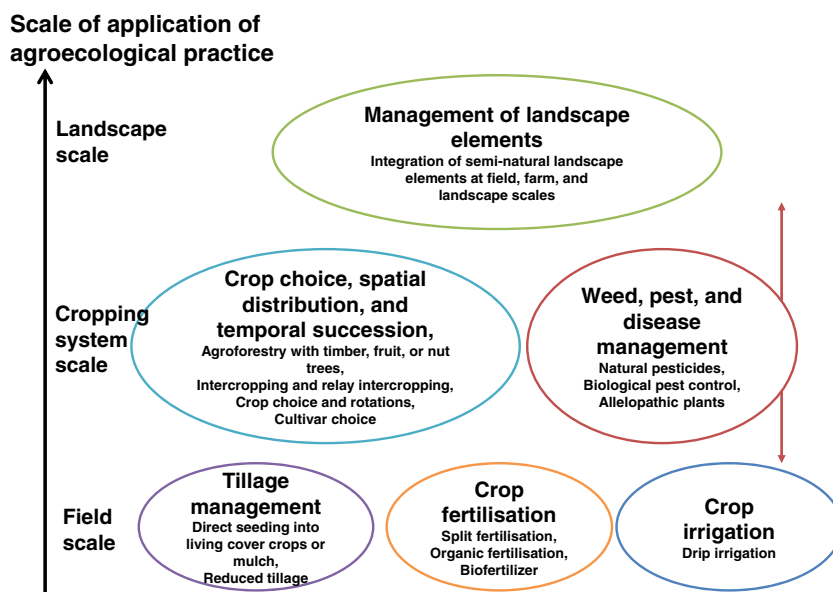 Scale of application of
agroecological practice
Landscape
scale
Management of landscape
elements
Integration of semi-natural landscape
elements at field, farm, and
landscape scales
Cropping
system
scale
Crop choice, spatial
distribution, and
temporal succession,
Agroforestry with timber, fruit, or nut
trees,
Intercropping and relay intercropping,
Crop choice and rotations,
Cultivar choice
Weed, pest, and
disease
management
Natural pesticides,
Biological pest control,
Allelopathic plants
Field
scale
Tillage
management
Direct seeding into
living cover crops or
mulch,
Reduced tillage
Crop
fertilisation
Split fertilisation,
Organic fertilisation,
Biofertilizer
Crop
irrigation
Drip irrigation